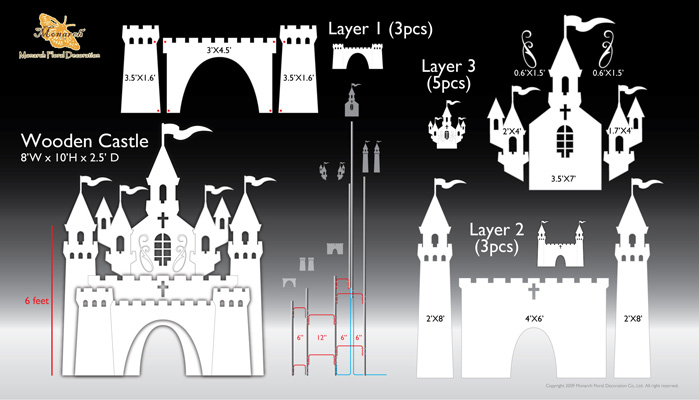 Monarch
Monarch Floral Decoration
Layer 1 (3pcs)
3'X4.5'
3.5'X1.6'
3.5'X1.6'
Layer 3
(5pcs)
0.6'X1.5'
0.6'X1.5'
2'X4'
1.7'X4'
3.5'X7'
Wooden Castle
8'W x 10'H x 2.5' D
6 feet
6"
12"
6"
6"
Layer 2
(3pcs)
2'X8'
4'X6'
2'X8'
Copyright 2009 Monarch Floral Decoration Co., Ltd. All right reserved.